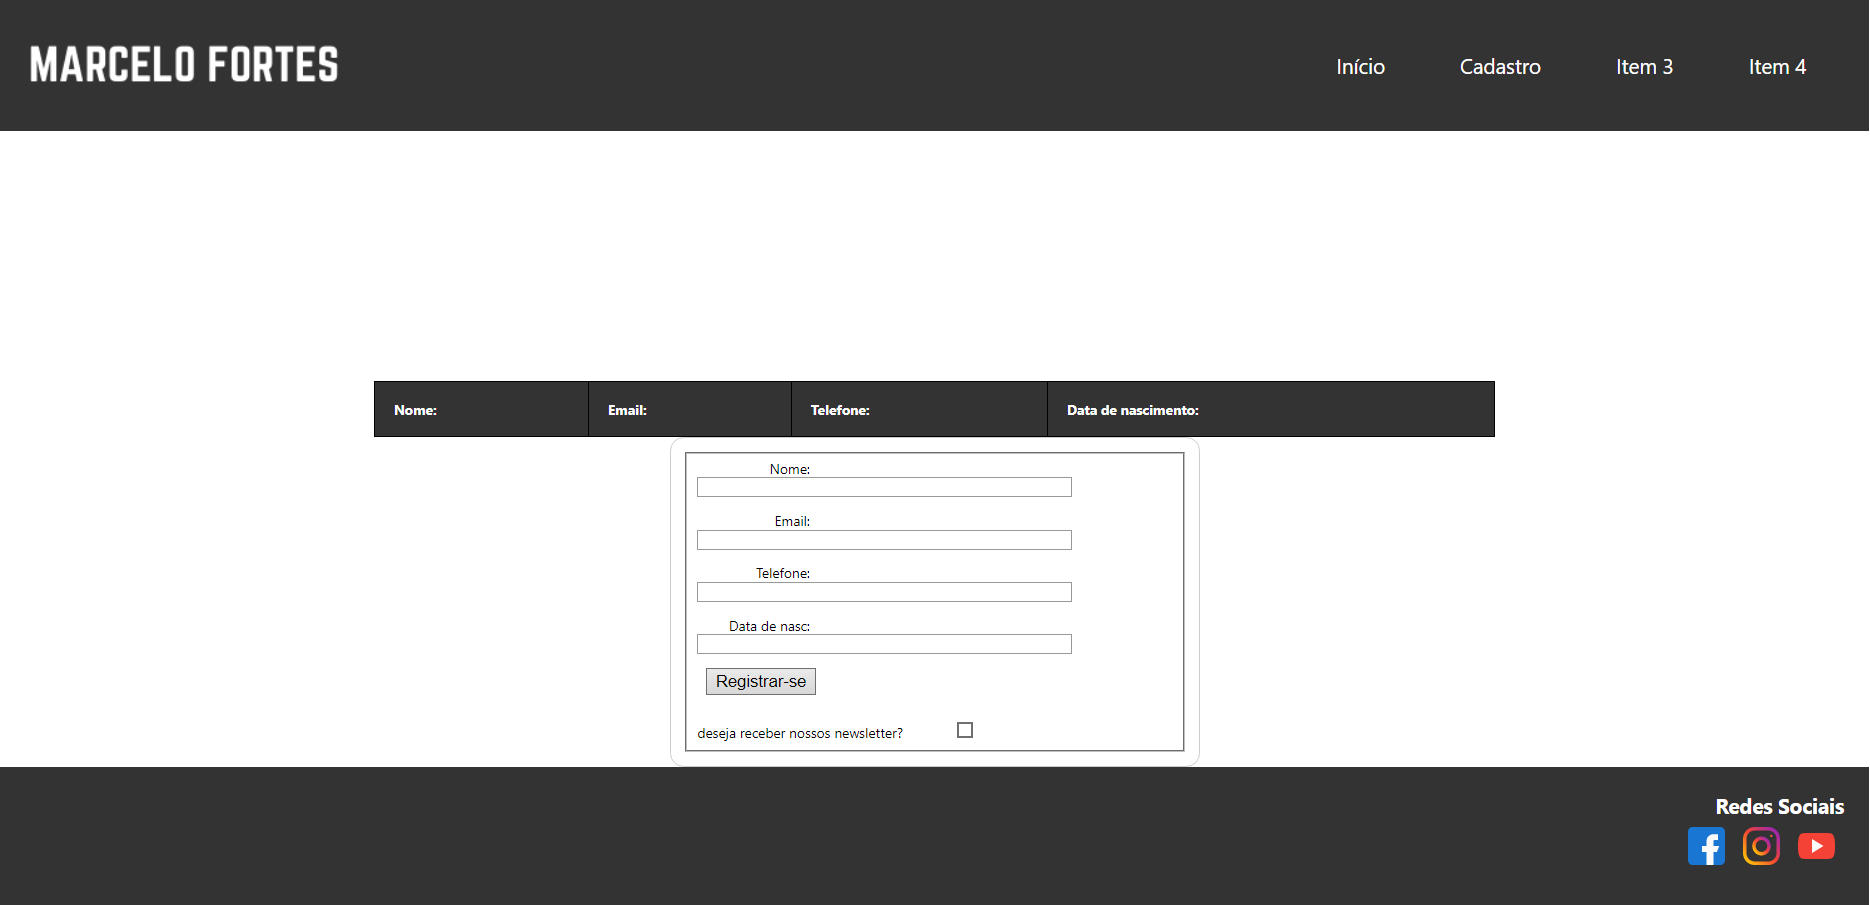 MARCELO FORTES
Início Cadastro Item 3 Item 4
Nome: Email: Telefone: Data de nascimento:
Nome:
Email:
Telefone:
Data de nasc:
Registrar-se
deseja receber nossos newsletter?
Redes Sociais